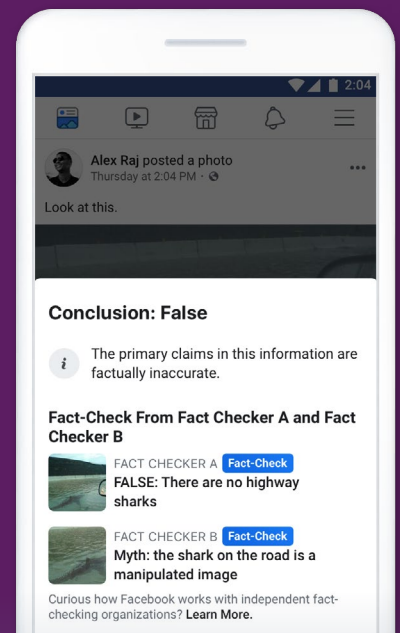 2:04
Alex Raj posted a photo
Thursday at 2:04 PM ·
Look at this.
Conclusion: False
i
The primary claims in this information are
factually inaccurate.
Fact-Check From Fact Checker A and Fact
Checker B
FACT CHECKER A Fact-Check
FALSE: There are no highway
sharks
FACT CHECKER B Fact-Check
Myth: the shark on the road is a
manipulated image
Curious how Facebook works with independent fact-
checking organizations? Learn More.